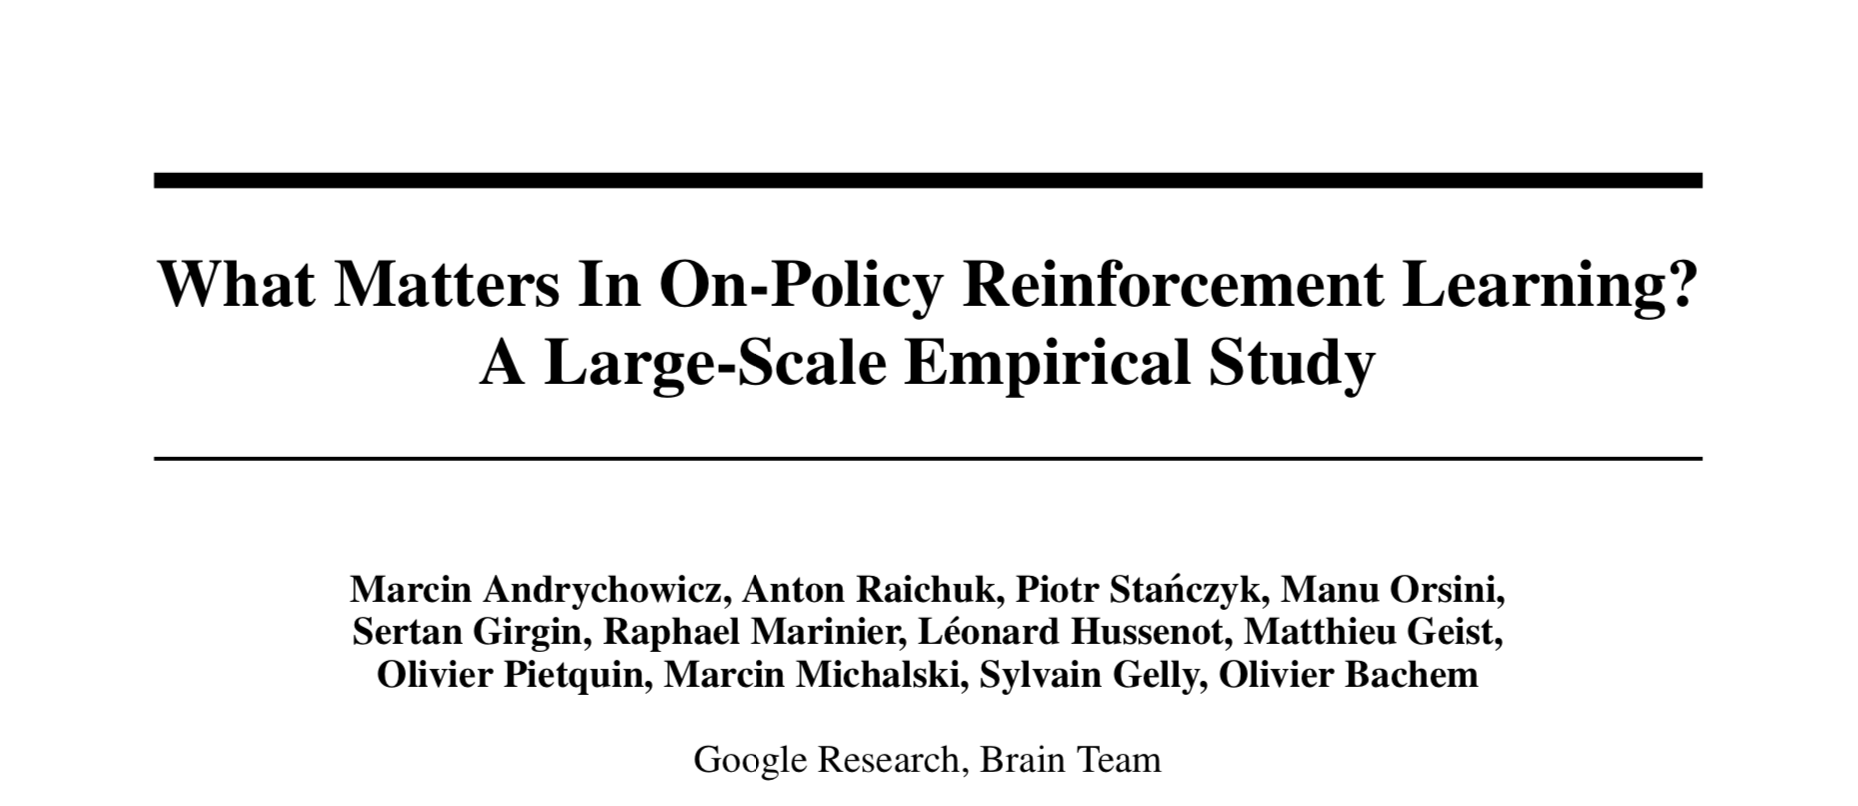 What Matters In On-Policy Reinforcement Learning?
A Large-Scale Empirical Study
Marcin Andrychowicz, Anton Raichuk, Piotr Stańczyk, Manu Orsini,
Sertan Girgin, Raphael Marinier, Léonard Hussenot, Matthieu Geist,
Olivier Pietquin, Marcin Michalski, Sylvain Gelly, Olivier Bachem
Google Research, Brain Team